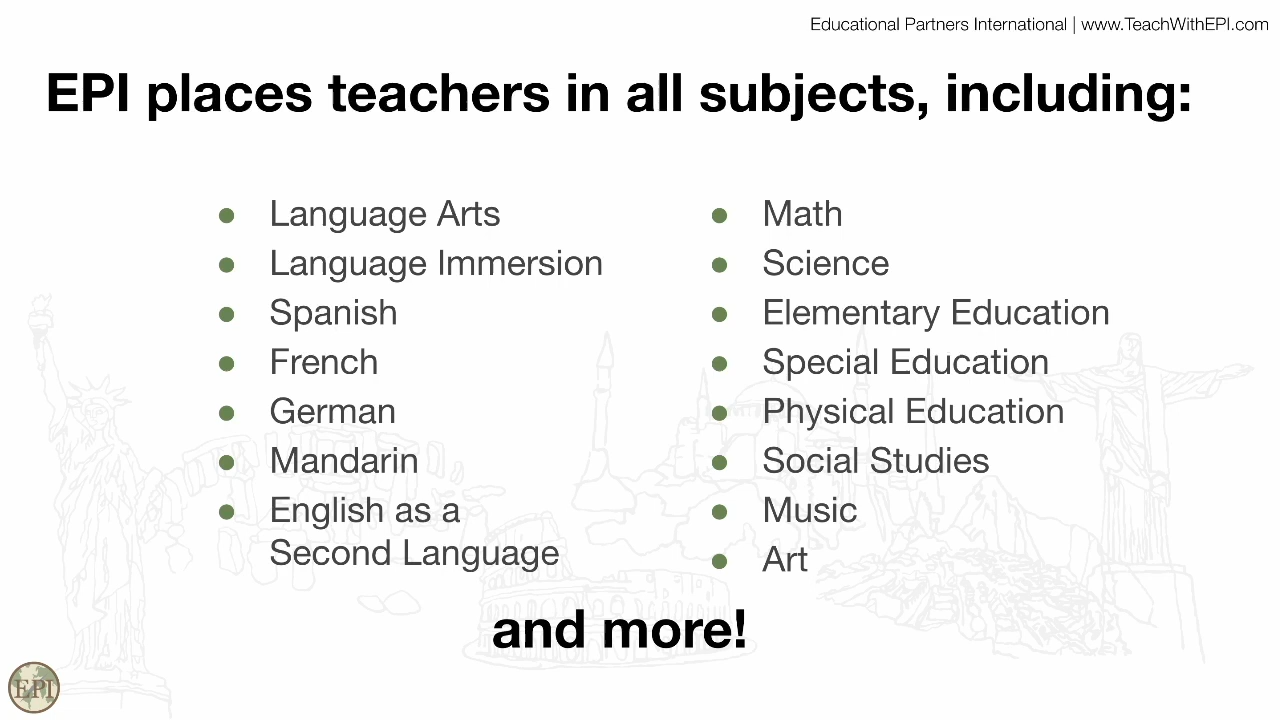 Educational Partners International | www.TeachWithEPI.com
EPI places teachers in all subjects, including:
● Language Arts
● Language Immersion
● Spanish
● French
● German
● Mandarin
● English as a
Second Language
● Math
● Science
● Elementary Education
● Special Education
● Physical Education
● Social Studies
● Music
● Art
and more!
EPI